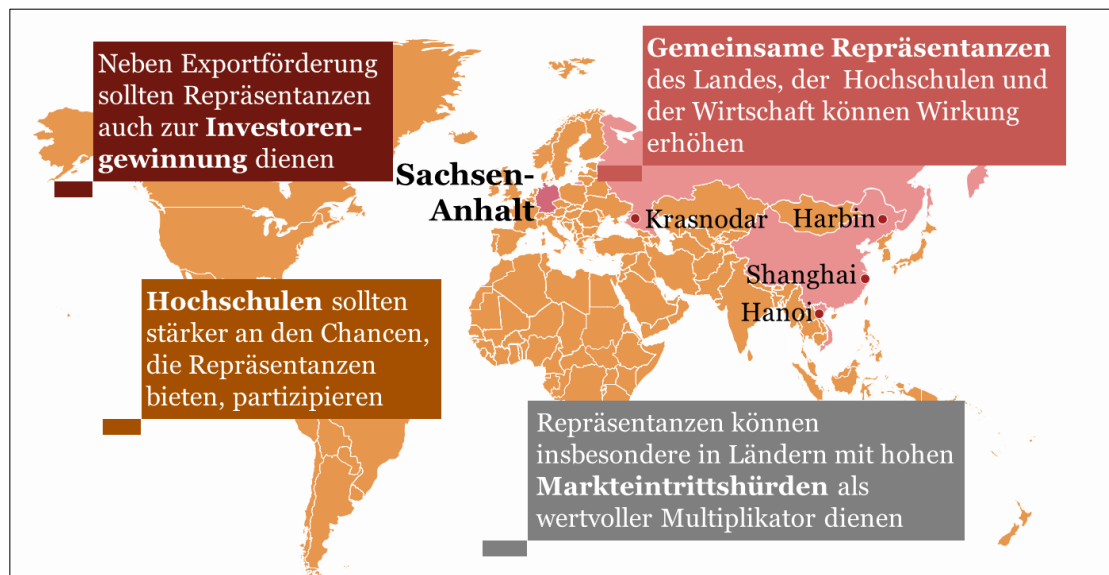 Neben Exportförderung
sollten Repräsentanzen
auch zur Investoren-
gewinnung dienen
Gemeinsame Repräsentanzen
des Landes, der Hochschulen und
der Wirtschaft können Wirkung
erhöhen
Sachsen-
Anhalt
Krasnodar
Harbin
Shanghai
Hanoi
Hochschulen sollten
stärker an den Chancen,
die Repräsentanzen
bieten, partizipieren
Repräsentanzen können
insbesondere in Ländern mit hohen
Markteintrittshürden als
wertvoller Multiplikator dienen